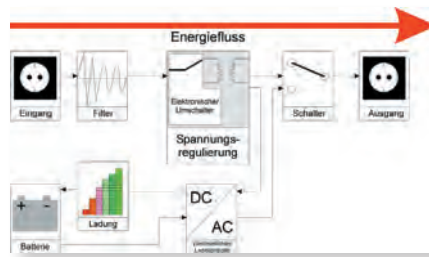 Energiefluss
Eingang
Filter
Elektronischer
Umschalter
Schalter
Ausgang
Spannungs-
regulierung
+ -
Batterie
Ladung
DC
AC